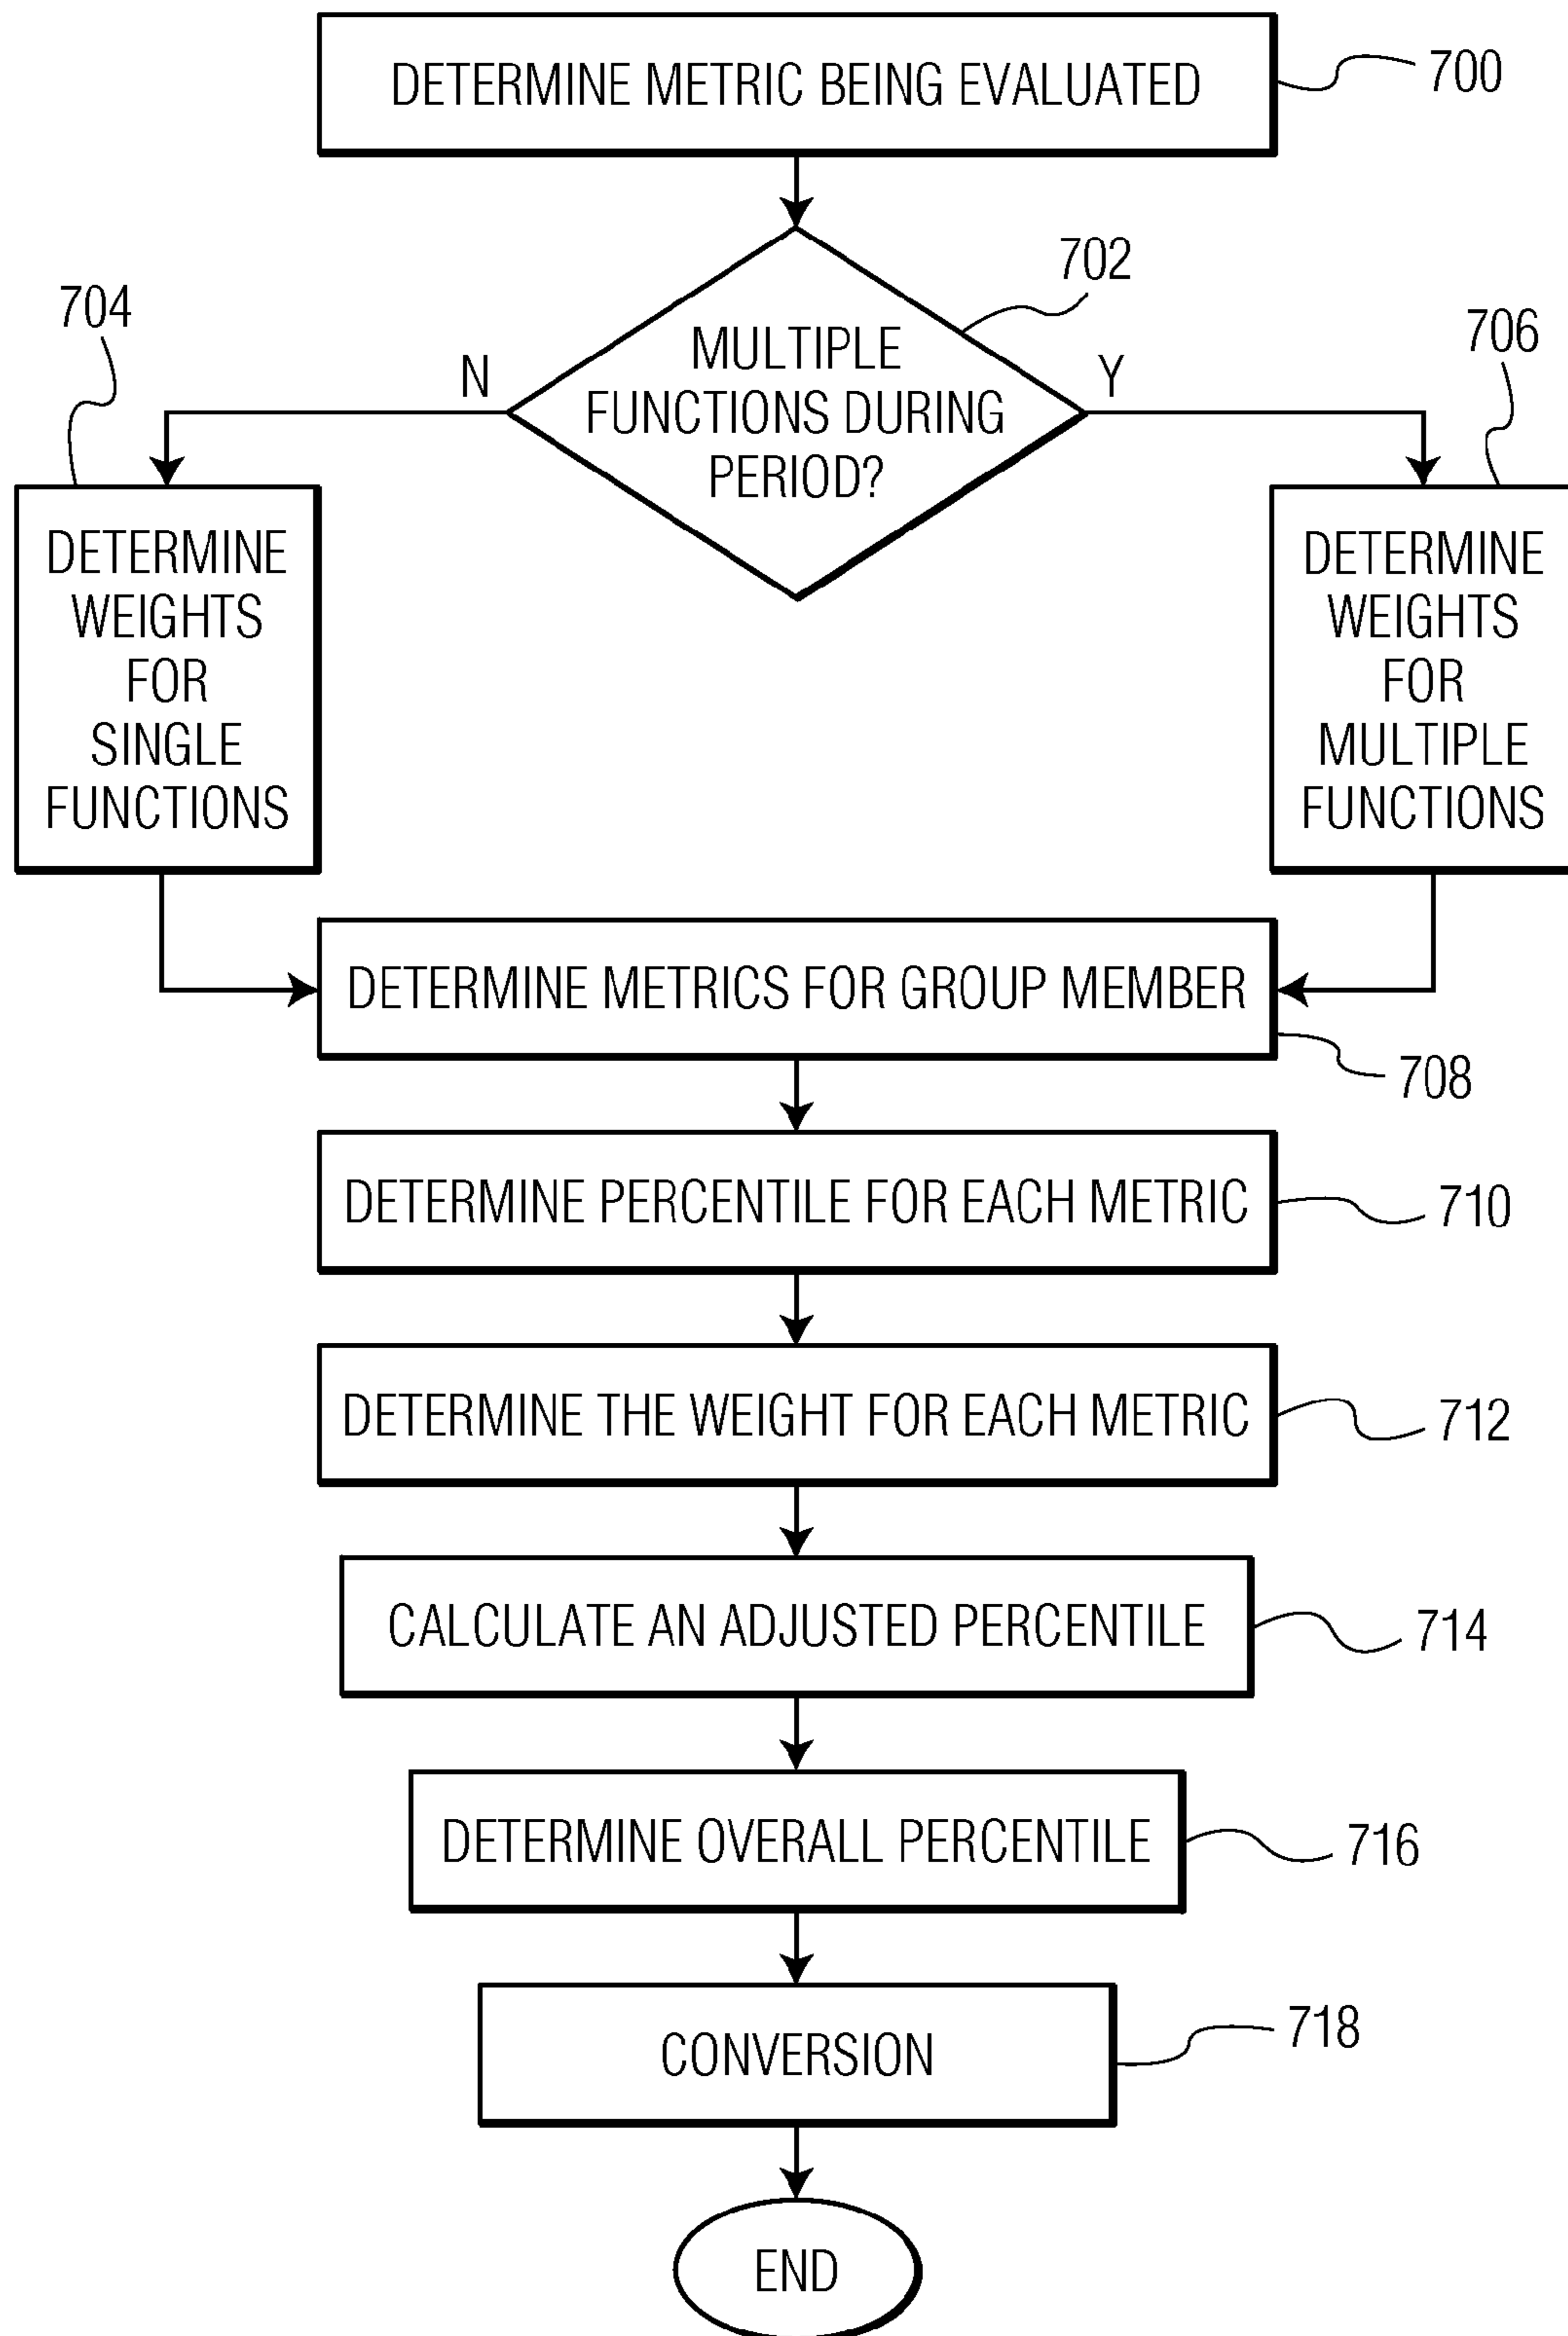 DETERMINE METRIC BEING EVALUATED
700
702
704
N
MULTIPLE
FUNCTIONS DURING
PERIOD?
Y
706
DETERMINE
WEIGHTS
FOR
SINGLE
FUNCTIONS
DETERMINE
WEIGHTS
FOR
MULTIPLE
FUNCTIONS
DETERMINE METRICS FOR GROUP MEMBER
708
DETERMINE PERCENTILE FOR EACH METRIC
710
DETERMINE THE WEIGHT FOR EACH METRIC
712
CALCULATE AN ADJUSTED PERCENTILE
714
DETERMINE OVERALL PERCENTILE
716
CONVERSION
718
END